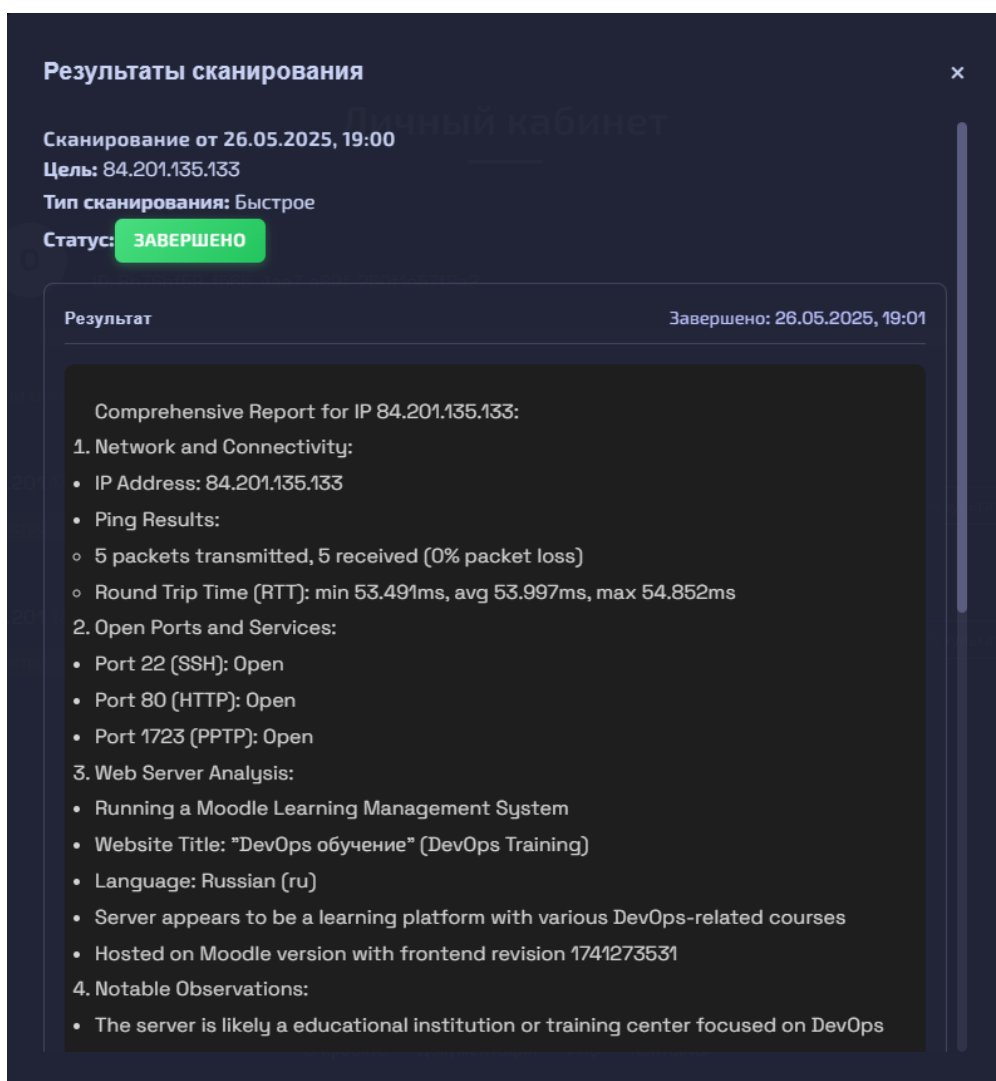 Результаты сканирования
×
Личный кабинет
Сканирование от 26.05.2025, 19:00
Цель: 84.201.135.133
Тип сканирования: Быстрое
Статус: ЗАВЕРШЕНО
Результат
Завершено: 26.05.2025, 19:01
Comprehensive Report for IP 84.201.135.133:
1. Network and Connectivity:
• IP Address: 84.201.135.133
• Ping Results:
◦ 5 packets transmitted, 5 received (0% packet loss)
◦ Round Trip Time (RTT): min 53.491ms, avg 53.997ms, max 54.852ms
2. Open Ports and Services:
• Port 22 (SSH): Open
• Port 80 (HTTP): Open
• Port 1723 (PPTP): Open
3. Web Server Analysis:
• Running a Moodle Learning Management System
• Website Title: "DevOps обучение" (DevOps Training)
• Language: Russian (ru)
• Server appears to be a learning platform with various DevOps-related courses
• Hosted on Moodle version with frontend revision 1741273531
4. Notable Observations:
• The server is likely a educational institution or training center focused on DevOps